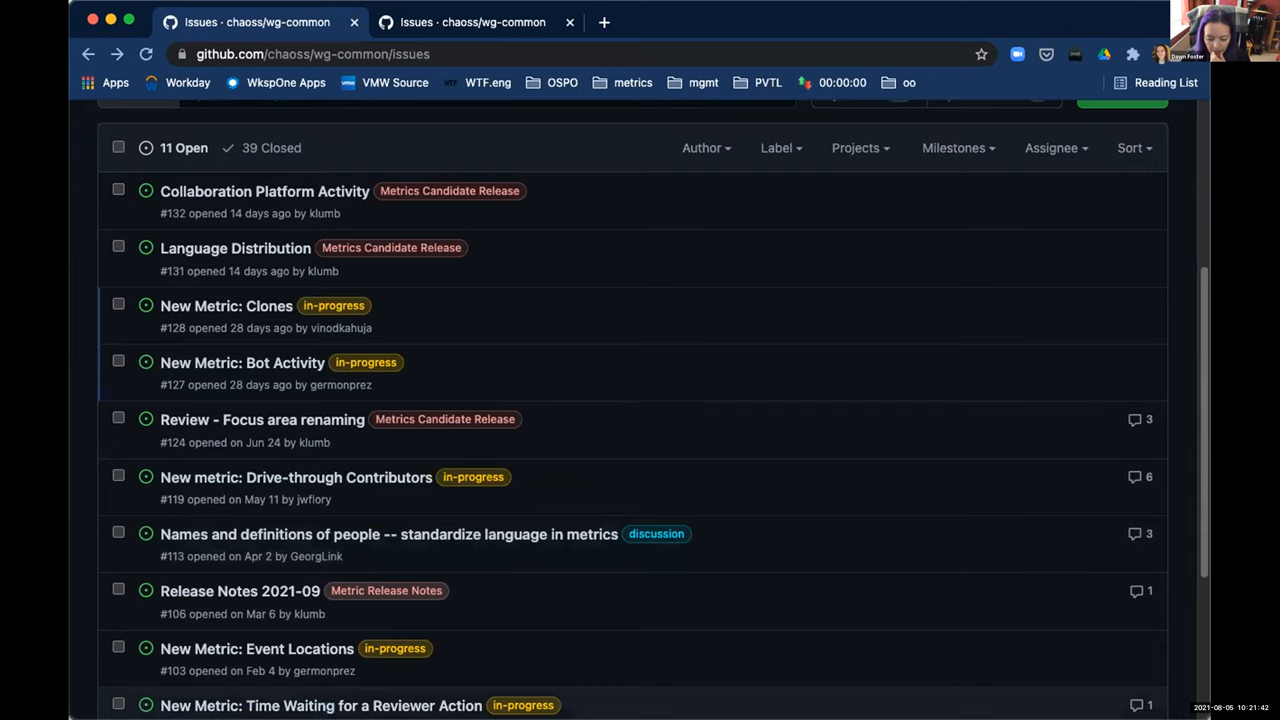 Issues · chaoss/wg-common
Issues · chaoss/wg-common
github.com/chaoss/wg-common/issues
Dawn Foster
Apps Workday WkspOne Apps VMW Source WTF.eng OSPO metrics mgmt PVTL 00:00:00 oo Reading List
11 Open 39 Closed Author Label Projects Milestones Assignee Sort
Collaboration Platform Activity Metrics Candidate Release
#132 opened 14 days ago by klumb
Language Distribution Metrics Candidate Release
#131 opened 14 days ago by klumb
New Metric: Clones in-progress
#128 opened 28 days ago by vinodkahuja
New Metric: Bot Activity in-progress
#127 opened 28 days ago by germonprez
Review - Focus area renaming Metrics Candidate Release 3
#124 opened on Jun 24 by klumb
New metric: Drive-through Contributors in-progress 6
#119 opened on May 11 by jwflory
Names and definitions of people -- standardize language in metrics discussion 3
#113 opened on Apr 2 by GeorgLink
Release Notes 2021-09 Metric Release Notes 1
#106 opened on Mar 6 by klumb
New Metric: Event Locations in-progress
#103 opened on Feb 4 by germonprez
New Metric: Time Waiting for a Reviewer Action in-progress 1
2021-08-05 10:21:42